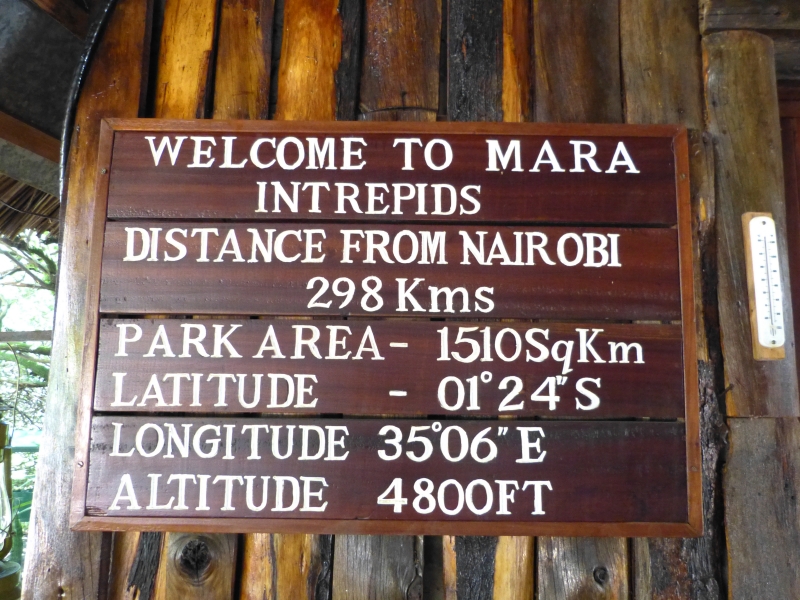 WELCOME TO MARA
INTREPIDS
DISTANCE FROM NAIROBI
298 Kms
PARK AREA- 1510SqKm
LATITUDE - 01°24"S
LONGITUDE 35°06"E
ALTITUDE 4800FT